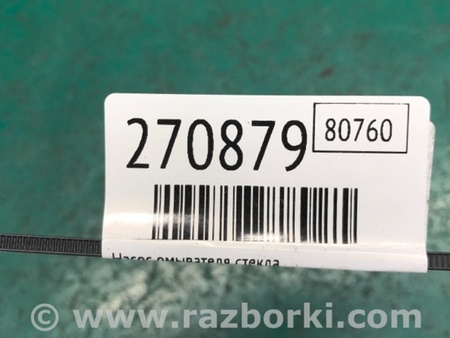 270879
80760
Насос омывателя стекла
© www.razborki.com